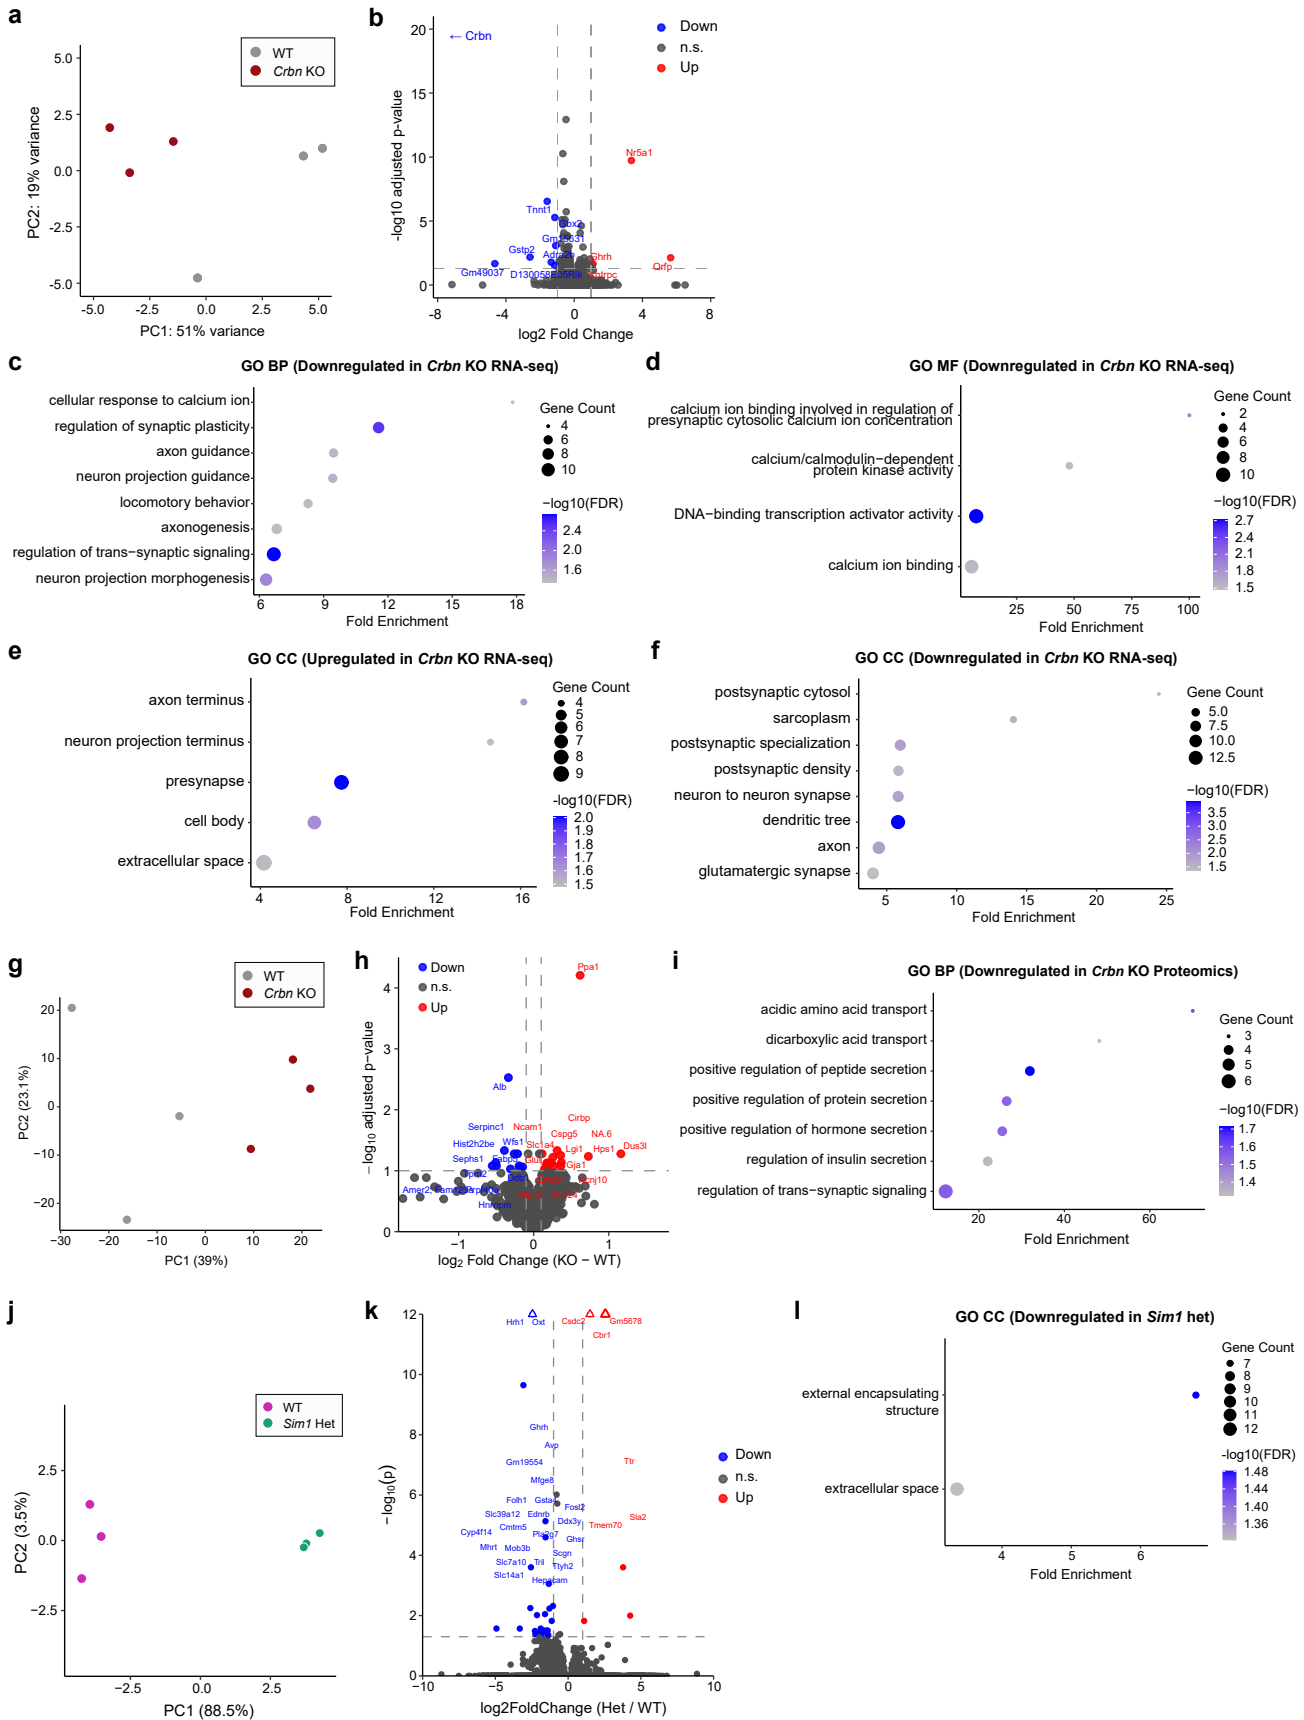 a
WT
Crbn KO
5.0
2.5
0.0
-2.5
-5.0
-5.0
-2.5
0.0
2.5
5.0
PC2: 19% variance
PC1: 51% variance
b
← Crbn
Down
n.s.
Up
20
15
10
5
0
-8
-4
0
4
8
-log10 adjusted p-value
log2 Fold Change
Nr5a1
Tnnt1
Gstp2
Gm49037
D130058E05Rik
Ghrh
Qrfp
c
GO BP (Downregulated in Crbn KO RNA-seq)
cellular response to calcium ion
regulation of synaptic plasticity
axon guidance
neuron projection guidance
locomotory behavior
axonogenesis
regulation of trans−synaptic signaling
neuron projection morphogenesis
6
9
12
15
18
Fold Enrichment
Gene Count
4
6
8
10
−log10(FDR)
2.4
2.0
1.6
d
GO MF (Downregulated in Crbn KO RNA-seq)
calcium ion binding involved in regulation of
presynaptic cytosolic calcium ion concentration
calcium/calmodulin−dependent
protein kinase activity
DNA−binding transcription activator activity
calcium ion binding
25
50
75
100
Fold Enrichment
Gene Count
2
4
6
8
10
−log10(FDR)
2.7
2.4
2.1
1.8
1.5
e
GO CC (Upregulated in Crbn KO RNA-seq)
axon terminus
neuron projection terminus
presynapse
cell body
extracellular space
4
8
12
16
Fold Enrichment
Gene Count
4
5
6
7
8
9
-log10(FDR)
2.0
1.9
1.8
1.7
1.6
1.5
f
GO CC (Downregulated in Crbn KO RNA-seq)
postsynaptic cytosol
sarcoplasm
postsynaptic specialization
postsynaptic density
neuron to neuron synapse
dendritic tree
axon
glutamatergic synapse
5
10
15
20
25
Fold Enrichment
Gene Count
5.0
7.5
10.0
12.5
-log10(FDR)
3.5
3.0
2.5
2.0
1.5
g
WT
Crbn KO
20
10
0
−10
−20
−30
−20
−10
0
10
20
PC2 (23.1%)
PC1 (39%)
h
Down
n.s.
Up
4
3
2
1
0
−1
0
1
−log10 adjusted p−value
log2 Fold Change (KO − WT)
Ppa1
Alb
Cirbp
Serpinc1
Ncam1
Cspg5
NA.6
Hist2h2be
Wfs1
Slc1a4
Lgi1
Hps1
Dus3l
Sephs1
Fabp5
Gja1
Ddb1
Kcnj10
Amer2,
Hnrnpm
i
GO BP (Downregulated in Crbn KO Proteomics)
acidic amino acid transport
dicarboxylic acid transport
positive regulation of peptide secretion
positive regulation of protein secretion
positive regulation of hormone secretion
regulation of insulin secretion
regulation of trans−synaptic signaling
20
40
60
Fold Enrichment
Gene Count
3
4
5
6
−log10(FDR)
1.7
1.6
1.5
1.4
j
WT
Sim1 Het
2.5
0.0
−2.5
−2.5
0.0
2.5
PC2 (3.5%)
PC1 (88.5%)
k
12
10
8
6
4
2
0
−10
−5
0
5
10
−log10(p)
log2FoldChange (Het / WT)
Hrh1
Oxt
Csdc2
Gm5678
Cbr1
Ghrh
Avp
Gm19554
Ttr
Mfge8
Folh1
Gsta4
Fosl2
Slc39a12
Ednrb
Ddx3y
Sla2
Cmtm5
Tmem70
Cyp4f14
Pla2g7
Ghsr
Mhrt
Mob3b
Scgn
Slc7a10
Tril
Ttyh2
Slc14a1
Hepacam
Down
n.s.
Up
l
GO CC (Downregulated in Sim1 het)
external encapsulating
structure
extracellular space
4
5
6
Fold Enrichment
Gene Count
7
8
9
10
11
12
-log10(FDR)
1.48
1.44
1.40
1.36